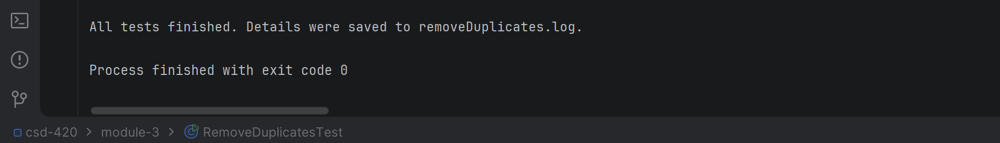 All tests finished. Details were saved to removeDuplicates.log.
Process finished with exit code 0
csd-420 > module-3 > RemoveDuplicatesTest